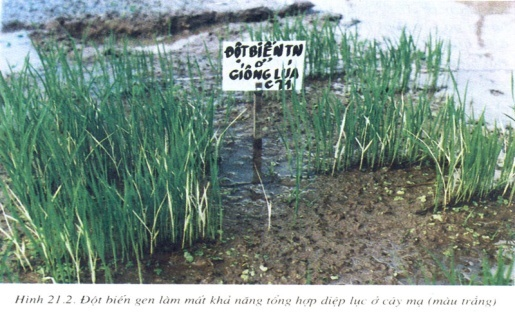 ĐỘT BIẾN TN
Ở
GIỐNG LÚA
C71
Hình 21.2. Đột biến gen làm mất khả năng tổng hợp diệp lục ở cây mạ (màu trắng)